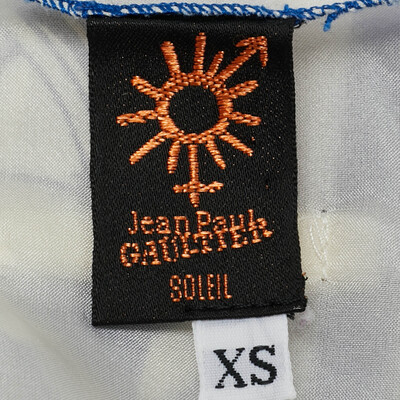 Jean Paul
GAULTIER
SOLEIL
XS